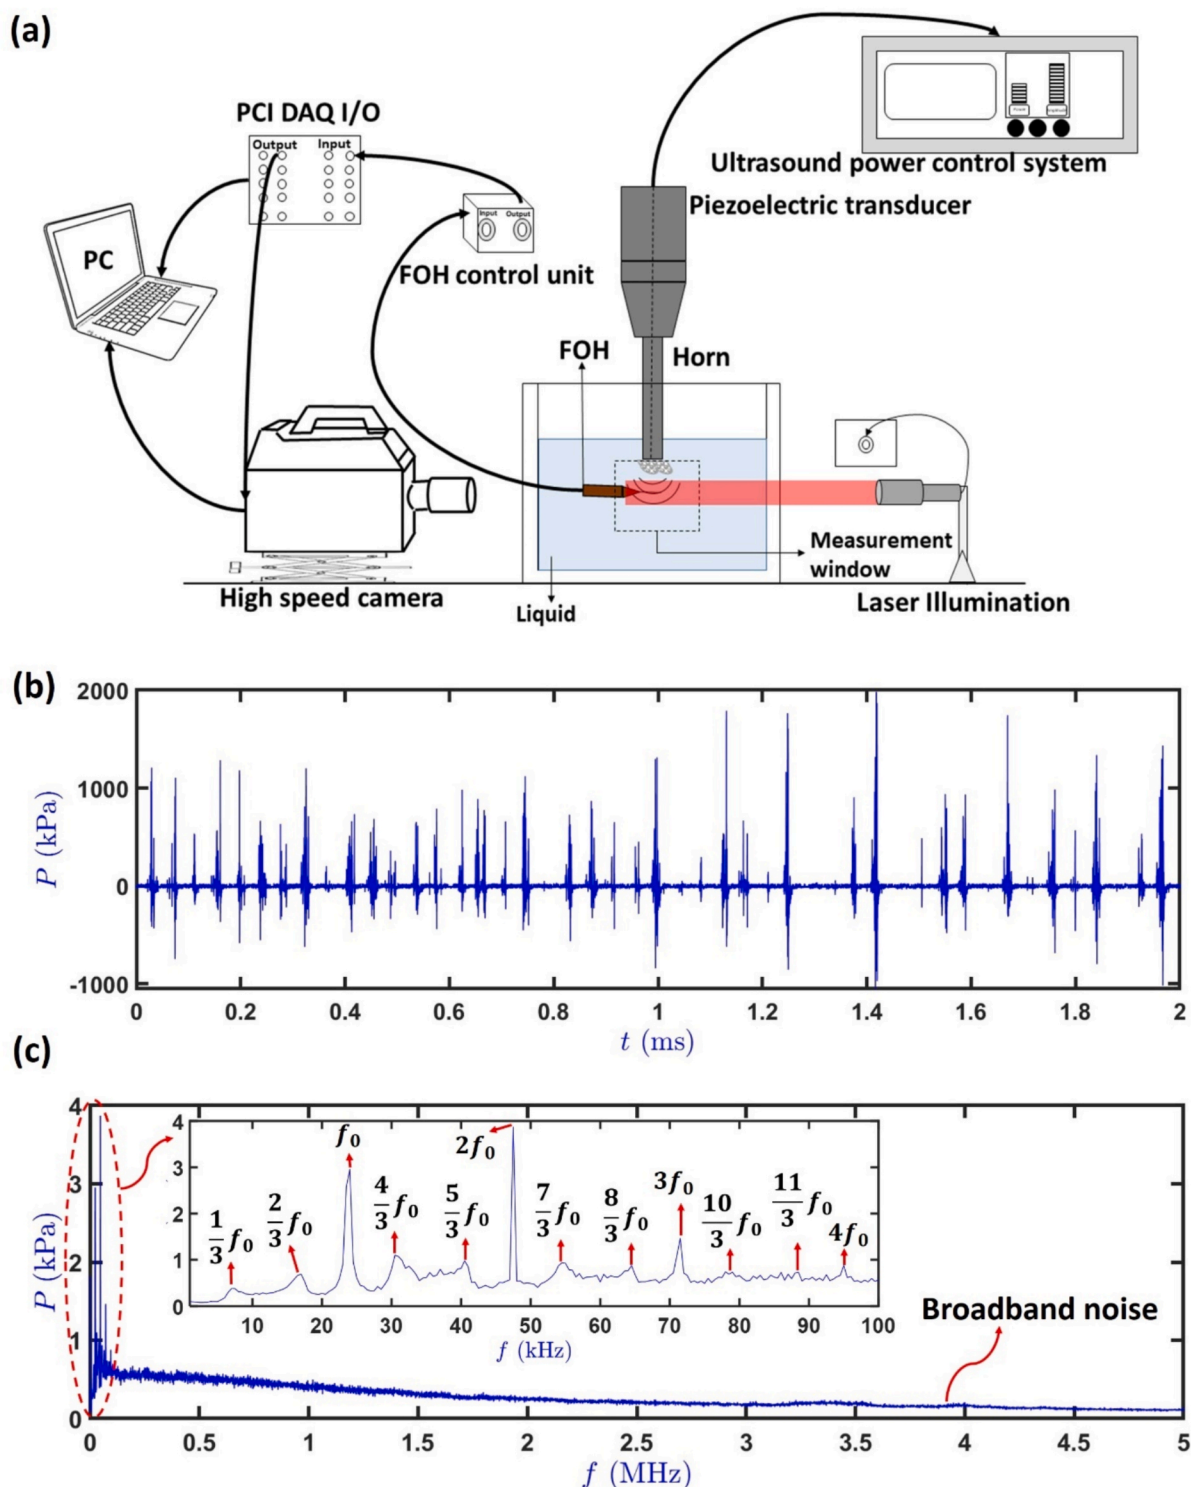 (a)
PCI DAQ I/O
Output Input
Ultrasound power control system
Piezoelectric transducer
Input Output
PC
FOH control unit
FOH
Horn
Measurement
window
High speed camera
Liquid
Laser Illumination
(b)
2000
1000
0
-1000
P (kPa)
0 0.2 0.4 0.6 0.8 1 1.2 1.4 1.6 1.8 2
t (ms)
(c)
4
3
2
1
0
P (kPa)
4
3
2
1
0
1/3 f₀
2/3 f₀
f₀
4/3 f₀
5/3 f₀
2f₀
7/3 f₀
8/3 f₀
3f₀
10/3 f₀
11/3 f₀
4f₀
10 20 30 40 50 60 70 80 90 100
f (kHz)
Broadband noise
0 0.5 1 1.5 2 2.5 3 3.5 4 4.5 5
f (MHz)